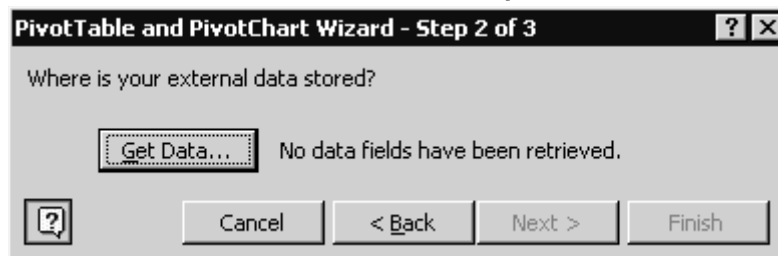 PivotTable and PivotChart Wizard - Step 2 of 3
Where is your external data stored?
Get Data... No data fields have been retrieved.
Cancel < Back Next > Finish